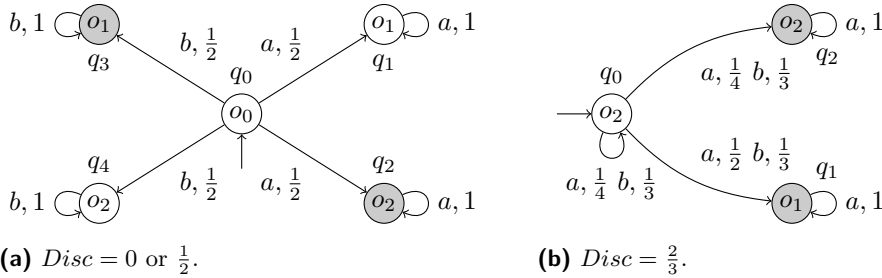 b, 1 o₁ b, 1/2 a, 1/2 o₁ a, 1 o₂ a, 1
q₃ q₀ q₁ q₀ q₂
o₀ o₂ a, 1/4 b, 1/3
q₄ q₂ a, 1/2 b, 1/3 q₁
b, 1 o₂ b, 1/2 a, 1/2 o₂ a, 1 a, 1/4 b, 1/3 o₁ a, 1
(a) Disc = 0 or 1/2.
(b) Disc = 2/3.